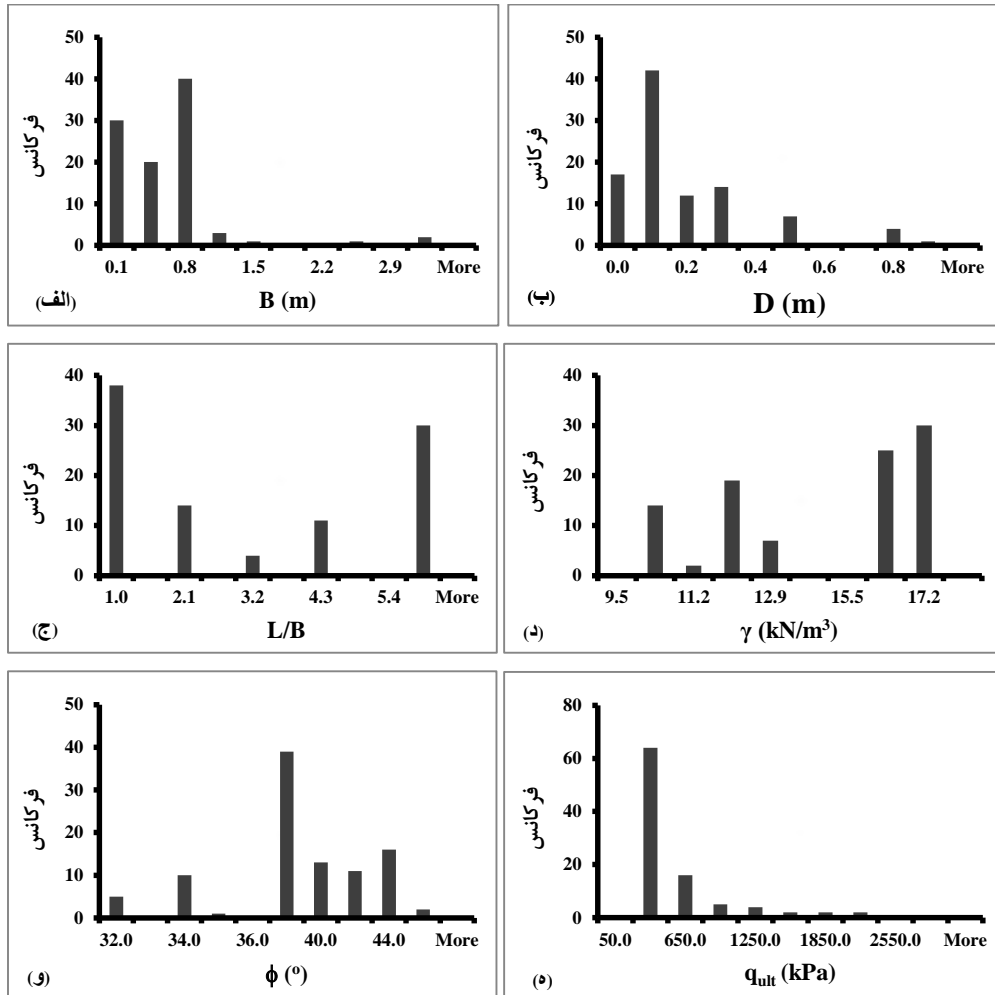 50
40
30
20
10
0
فرکانس
0.1 0.8 1.5 2.2 2.9 More
B (m)
(الف)
50
40
30
20
10
0
فرکانس
0.0 0.2 0.4 0.6 0.8 More
D (m)
(ب)
40
30
20
10
0
فرکانس
1.0 2.1 3.2 4.3 5.4 More
L/B
(ج)
40
30
20
10
0
فرکانس
9.5 11.2 12.9 15.5 17.2
γ (kN/m³)
(د)
50
40
30
20
10
0
فرکانس
32.0 34.0 36.0 40.0 44.0 More
ϕ (º)
(و)
80
60
40
20
0
فرکانس
50.0 650.0 1250.0 1850.0 2550.0 More
qult (kPa)
(ه)